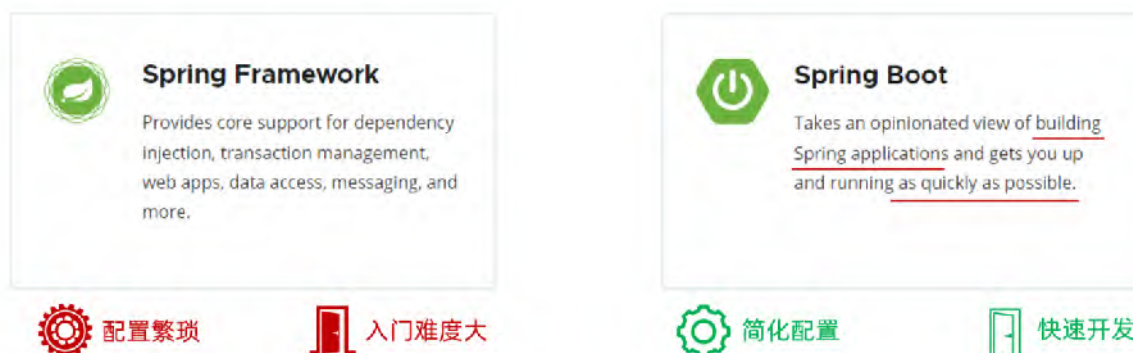 Spring Framework
Provides core support for dependency
injection, transaction management,
web apps, data access, messaging, and
more.
配置繁琐
入门难度大
Spring Boot
Takes an opinionated view of building
Spring applications and gets you up
and running as quickly as possible.
简化配置
快速开发